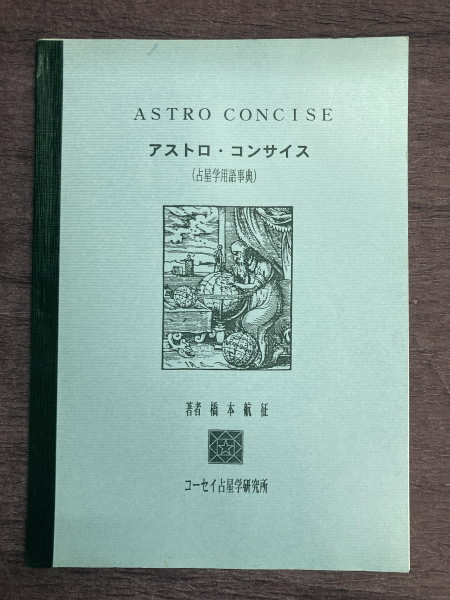 ASTRO CONCISE
アストロ・コンサイス
(占星学用語事典)
著者 橋本航征
コーセイ占星学研究所